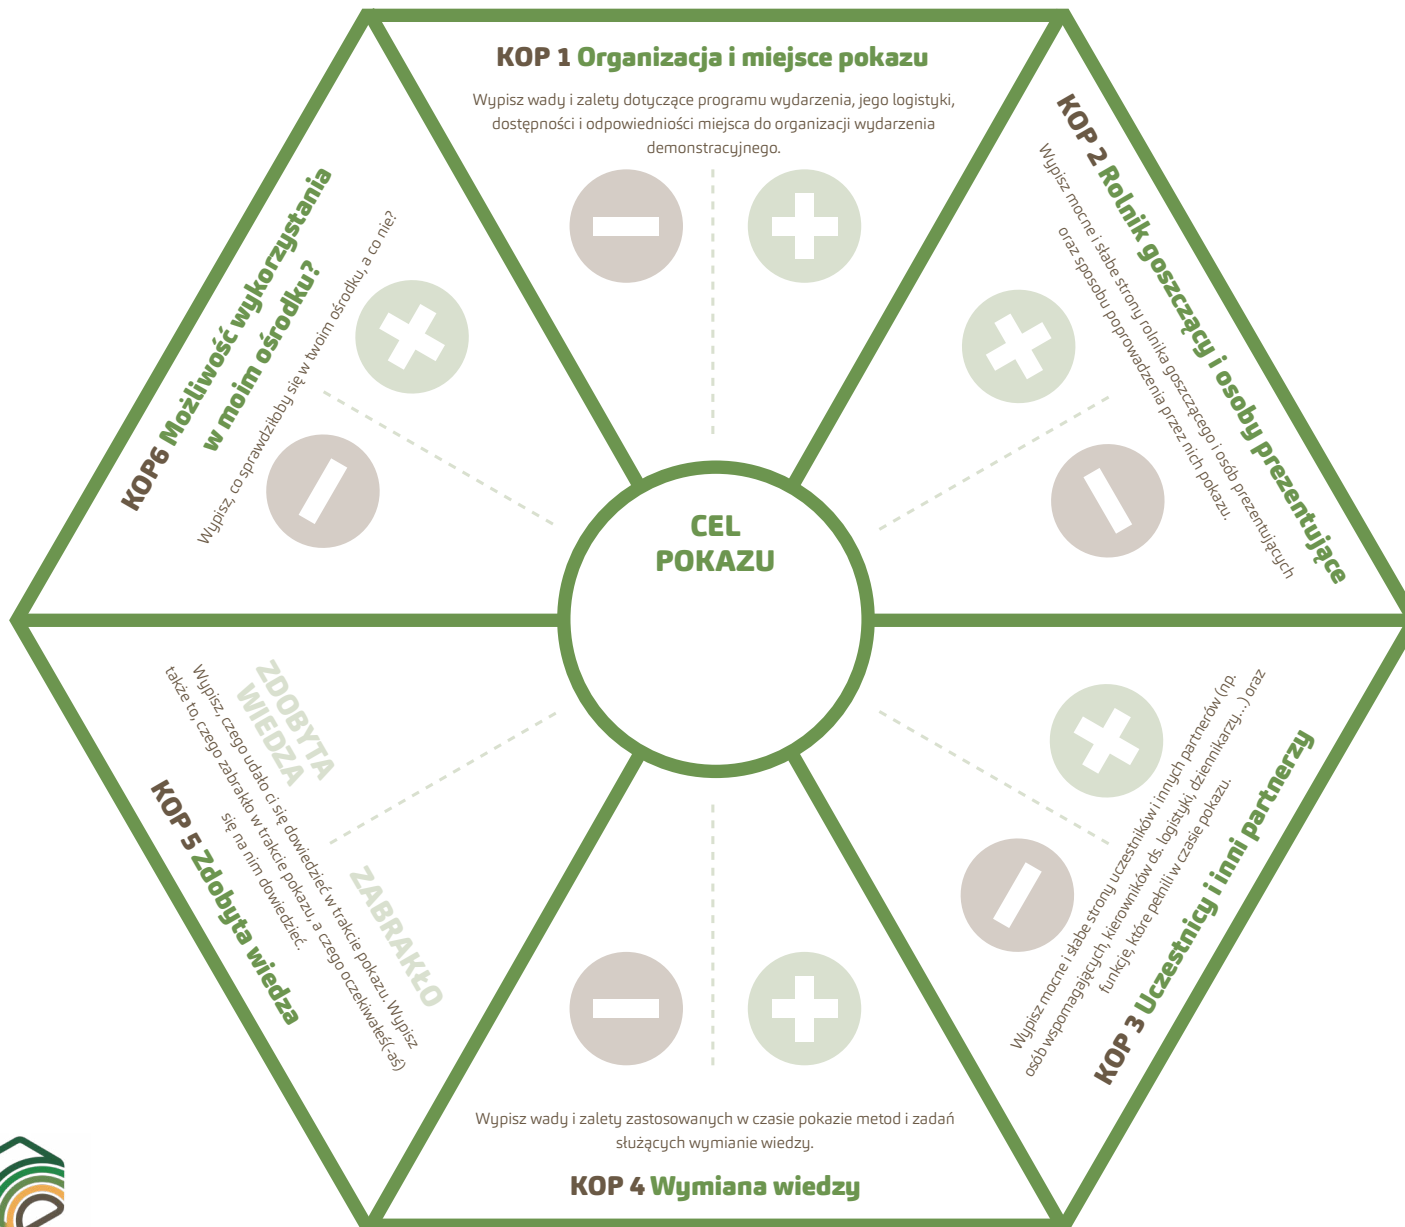 KOP 1 Organizacja i miejsce pokazu
Wypisz wady i zalety dotyczące programu wydarzenia, jego logistyki,
dostępności i odpowiedniości miejsca do organizacji wydarzenia
demonstracyjnego.
KOP 2 Rolnik goszczący i osoby prezentujące
Wypisz mocne i słabe strony rolnika goszczącego i osób prezentujących
oraz sposobu poprowadzenia przez nich pokazu.
Wypisz mocne i słabe strony uczestników i innych partnerów (np.
osób wspomagających, kierowników ds. logistyki, dziennikarzy...) oraz
funkcje, które pełnili w czasie pokazu.
KOP 3 Uczestnicy i inni partnerzy
Wypisz wady i zalety zastosowanych w czasie pokazie metod i zadań
służących wymianie wiedzy.
KOP 4 Wymiana wiedzy
ZDOBYTA
WIEDZA
ZABRAKŁO
Wypisz, czego udało ci się dowiedzieć w trakcie pokazu. Wypisz
także to, czego zabrakło w trakcie pokazu, a czego oczekiwałeś(-aś)
się na nim dowiedzieć.
KOP 5 Zdobyta wiedza
KOP6 Możliwość wykorzystania
w moim ośrodku?
Wypisz, co sprawdziłoby się w twoim ośrodku, a co nie?
CEL
POKAZU